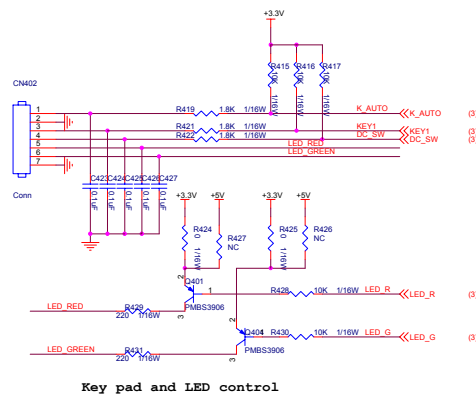 +3.3V
R415 R416 R417
10K 10K 10K
1/16W 1/16W 1/16W
CN402
1 R419 1.8K 1/16W K_AUTO K_AUTO (3
2
3 R421 1.8K 1/16W KEY1 KEY1 (3
4 R422 1.8K 1/16W DC_SW DC_SW (3
5 LED_RED
6 LED_GREEN
7
Conn
C423 C424 C425 C426 C427
0.1uF 0.1uF 0.1uF 0.1uF 0.1uF
+3.3V +5V +3.3V +5V
R424 R427 R425 R426
0 NC 0 NC
1/16W 1/16W
2 Q401 1 R428 10K 1/16W LED_R LED_R (3
3 PMBS3906
LED_RED R429
220 1/16W
2 Q404 1 R430 10K 1/16W LED_G LED_G (3
3 PMBS3906
LED_GREEN R431
220 1/16W
Key pad and LED control